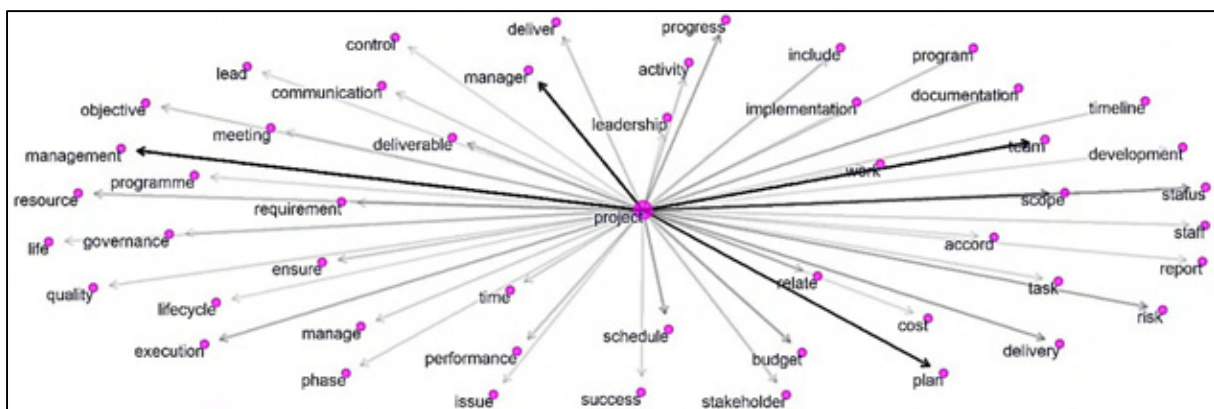 progress
deliver
control
include
program
manager
activity
lead
communication
implementation
documentation
objective
timeline
leadership
meeting
deliverable
team
management
development
work
programme
resource
requirement
scope
status
project
life
governance
accord
staff
ensure
report
quality
lifecycle
time
relate
task
risk
execution
manage
schedule
cost
performance
budget
delivery
phase
plan
issue
success
stakeholder